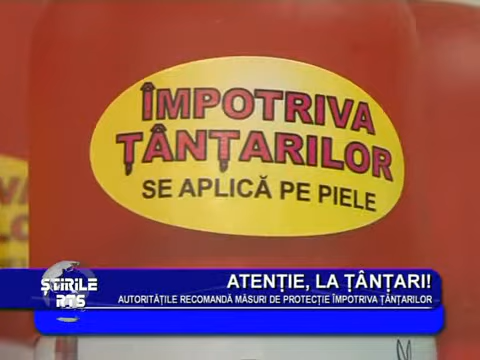 ÎMPOTRIVA
ȚÂNȚARILOR
SE APLICĂ PE PIELE
ȘTIRILE
RTS
ATENȚIE, LA ȚÂNȚARI!
AUTORITĂȚILE RECOMANDĂ MĂSURI DE PROTECȚIE ÎMPOTRIVA ȚÂNȚARILOR